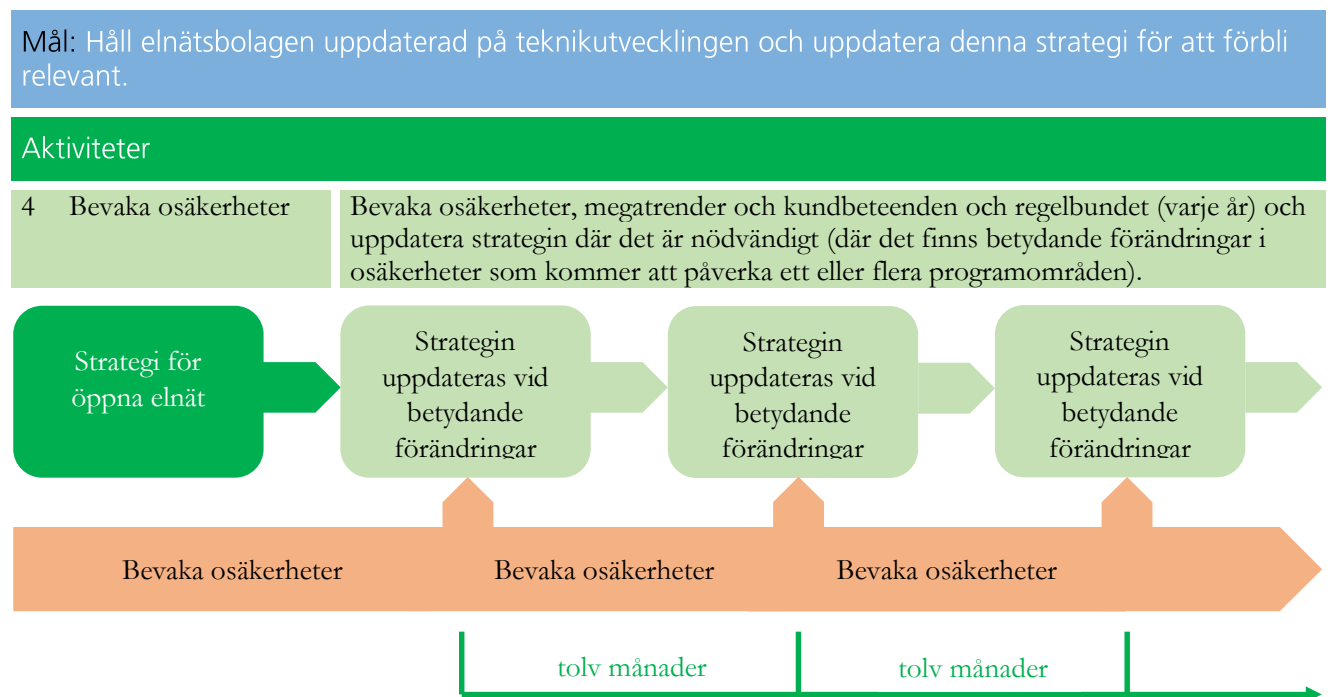 Mål: Håll elnätsbolagen uppdaterad på teknikutvecklingen och uppdatera denna strategi för att förbli
relevant.
Aktiviteter
4 Bevaka osäkerheter
Bevaka osäkerheter, megatrender och kundbeteenden och regelbundet (varje år) och
uppdatera strategin där det är nödvändigt (där det finns betydande förändringar i
osäkerheter som kommer att påverka ett eller flera programområden).
Strategi för
öppna elnät
Strategin
uppdateras vid
betydande
förändringar
Strategin
uppdateras vid
betydande
förändringar
Strategin
uppdateras vid
betydande
förändringar
Bevaka osäkerheter
Bevaka osäkerheter
Bevaka osäkerheter
tolv månader
tolv månader